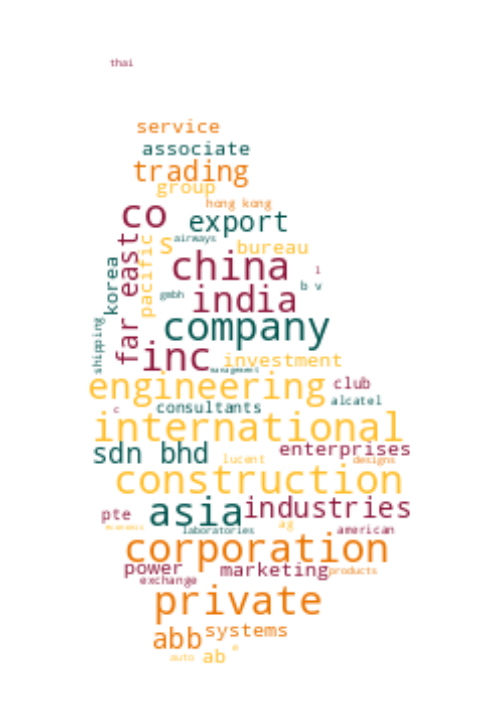 thai
service
associate
trading
group
hong kong
co
export
s
airways
bureau
far east
pacific
korea
china
l
b v
gmbh
india
company
shipping
inc
investment
management
engineering
club
alcatel
c
consultants
international
sdn bhd
enterprises
lucent
designs
construction
asia
industries
pte
ag
economic
laboratories
american
corporation
power
marketing
products
exchange
private
abb
systems
auto
ab
e